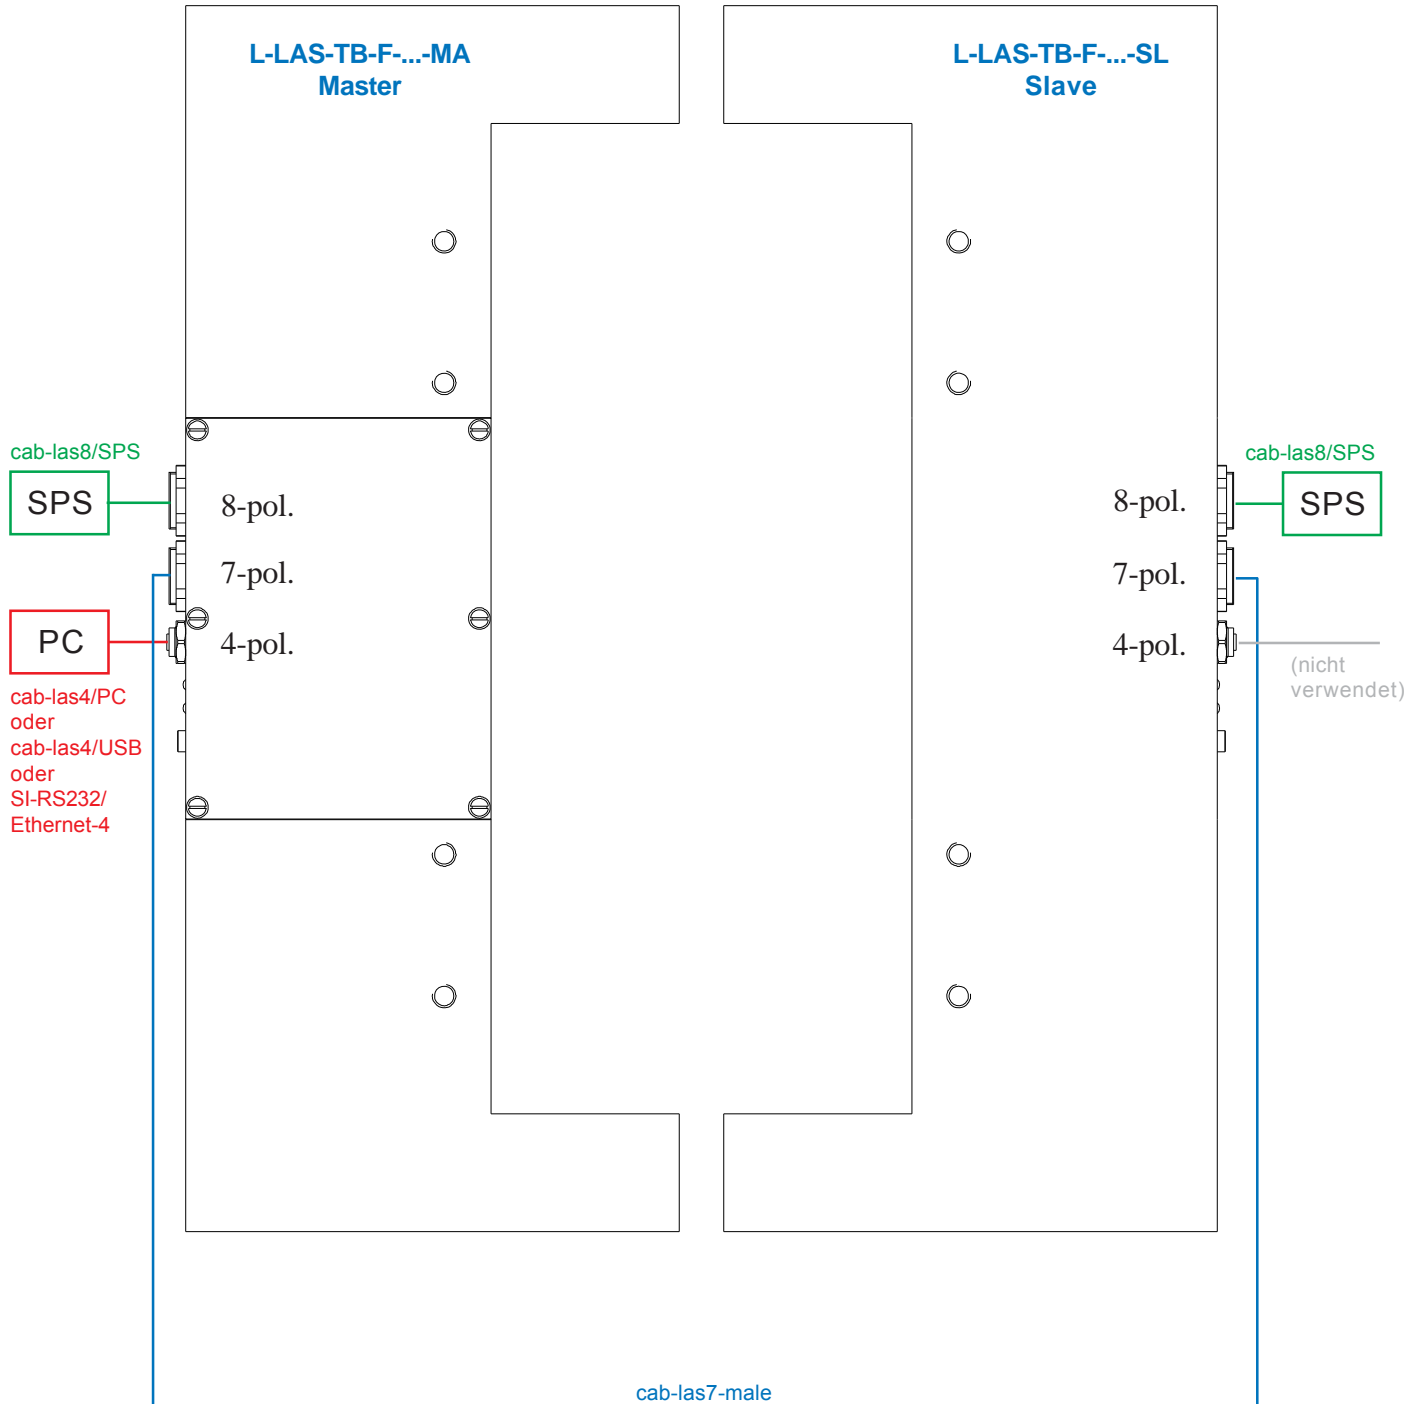 L-LAS-TB-F-...-MA
Master
L-LAS-TB-F-...-SL
Slave
cab-las8/SPS
SPS
8-pol.
7-pol.
PC
4-pol.
cab-las4/PC
oder
cab-las4/USB
oder
SI-RS232/
Ethernet-4
cab-las8/SPS
8-pol.
SPS
7-pol.
4-pol.
(nicht
verwendet)
cab-las7-male